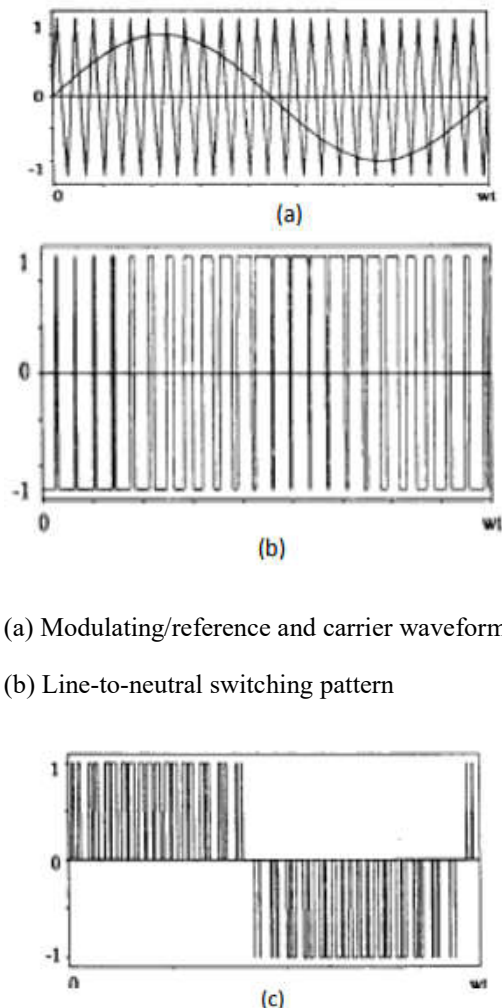 1
0
-1
0
wt
(a)
1
0
-1
0
wt
(b)
(a) Modulating/reference and carrier waveform
(b) Line-to-neutral switching pattern
1
0
-1
0
wt
(c)